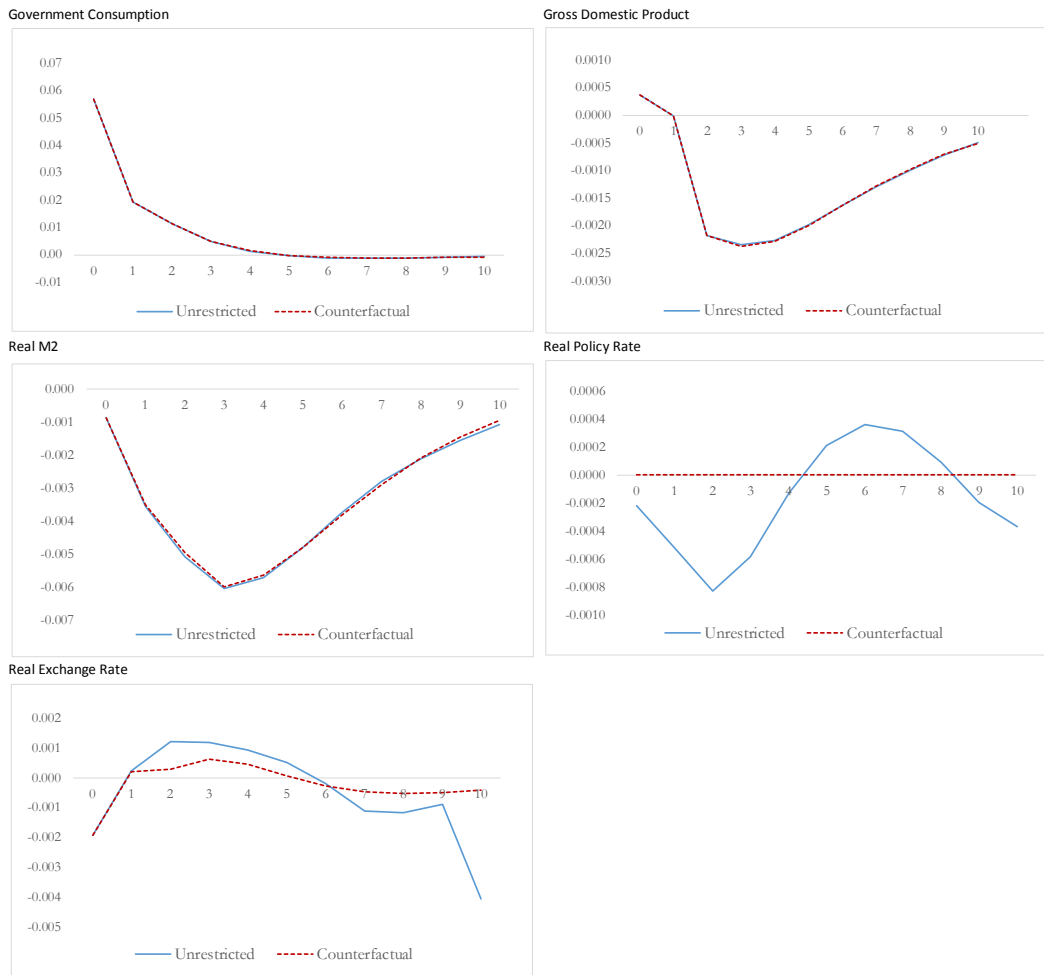 Government Consumption
0.07
0.06
0.05
0.04
0.03
0.02
0.01
0.00
-0.01
0 1 2 3 4 5 6 7 8 9 10
Unrestricted Counterfactual
Gross Domestic Product
0.0010
0.0005
0.0000
-0.0005
-0.0010
-0.0015
-0.0020
-0.0025
-0.0030
0 1 2 3 4 5 6 7 8 9 10
Unrestricted Counterfactual
Real M2
0.000
-0.001
-0.002
-0.003
-0.004
-0.005
-0.006
-0.007
0 1 2 3 4 5 6 7 8 9 10
Unrestricted Counterfactual
Real Policy Rate
0.0006
0.0004
0.0002
0.0000
-0.0002
-0.0004
-0.0006
-0.0008
-0.0010
0 1 2 3 4 5 6 7 8 9 10
Unrestricted Counterfactual
Real Exchange Rate
0.002
0.001
0.000
-0.001
-0.002
-0.003
-0.004
-0.005
0 1 2 3 4 5 6 7 8 9 10
Unrestricted Counterfactual